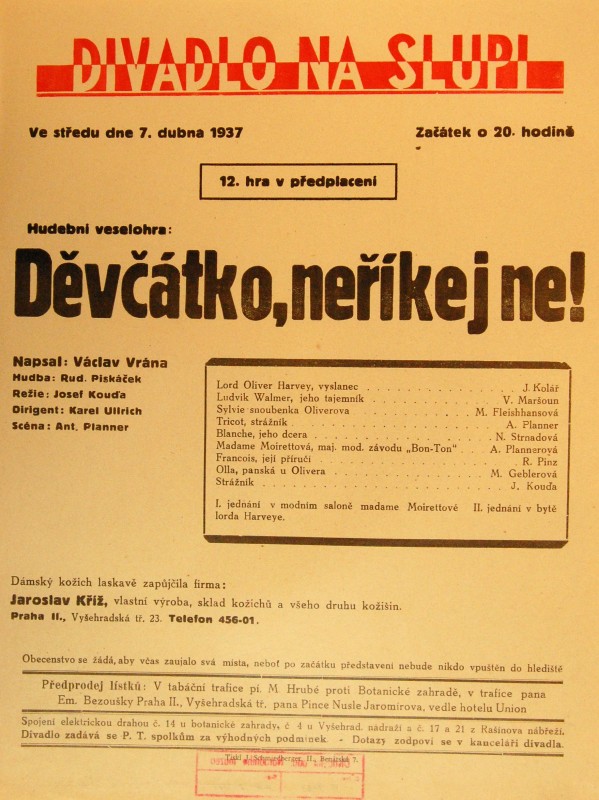 DIVADLO NA SLUPI
Ve středu dne 7. dubna 1937 Začátek o 20. hodině
12. hra v předplacení
Hudební veselohra:
Děvčátko, neříkej ne!
Napsal: Václav Vrána
Hudba: Rud. Piskáček
Režie: Josef Kouďa
Dirigent: Karel Ullrich
Scéna: Ant. Planner
Lord Oliver Harvey, vyslanec . . . . . . . . . . . . J. Kolář
Ludvík Walmer, jeho tajemník . . . . . . . . . . . . V. Maršoun
Sylvie snoubenka Oliverova . . . . . . . . . . . . M. Fleishhansová
Tricot, strážník . . . . . . . . . . . . A. Planner
Blanche, jeho dcera . . . . . . . . . . . . N. Strnadová
Madame Moirettová, maj. mod. závodu „Bon-Ton" . . A. Plannerová
Francois, její příručí . . . . . . . . . . . . R. Pinz
Olla, panská u Olivera . . . . . . . . . . . . M. Geblerová
Strážník . . . . . . . . . . . . J. Kouďa
I. jednání v modním saloně madame Moirettové II. jednání v bytě
lorda Harveye.
Dámský kožich laskavě zapůjčila firma:
Jaroslav Kříž, vlastní výroba, sklad kožichů a všeho druhu kožišin.
Praha II., Vyšehradská tř. 23. Telefon 456-01.
Obecenstvo se žádá, aby včas zaujalo svá místa, neboť po začátku představení nebude nikdo vpuštěn do hlediště
Předprodej lístků: V tabáční trafice pí. M. Hrubé proti Botanické zahradě, v trafice pana
Em. Bezoušky Praha II., Vyšehradská tř., pana Pince Nusle Jaromírova, vedle hotelu Union
Spojení elektrickou drahou č. 14 u botanické zahrady, č 4 u Vyšehrad. nádraží a č. 17 a 21 z Rašínova nábřeží.
Divadlo zadává se P. T. spolkům za výhodných podmínek. - Dotazy zodpoví se v kanceláři divadla.
Tiskl J. Schmidberger, II., Benátská 7.